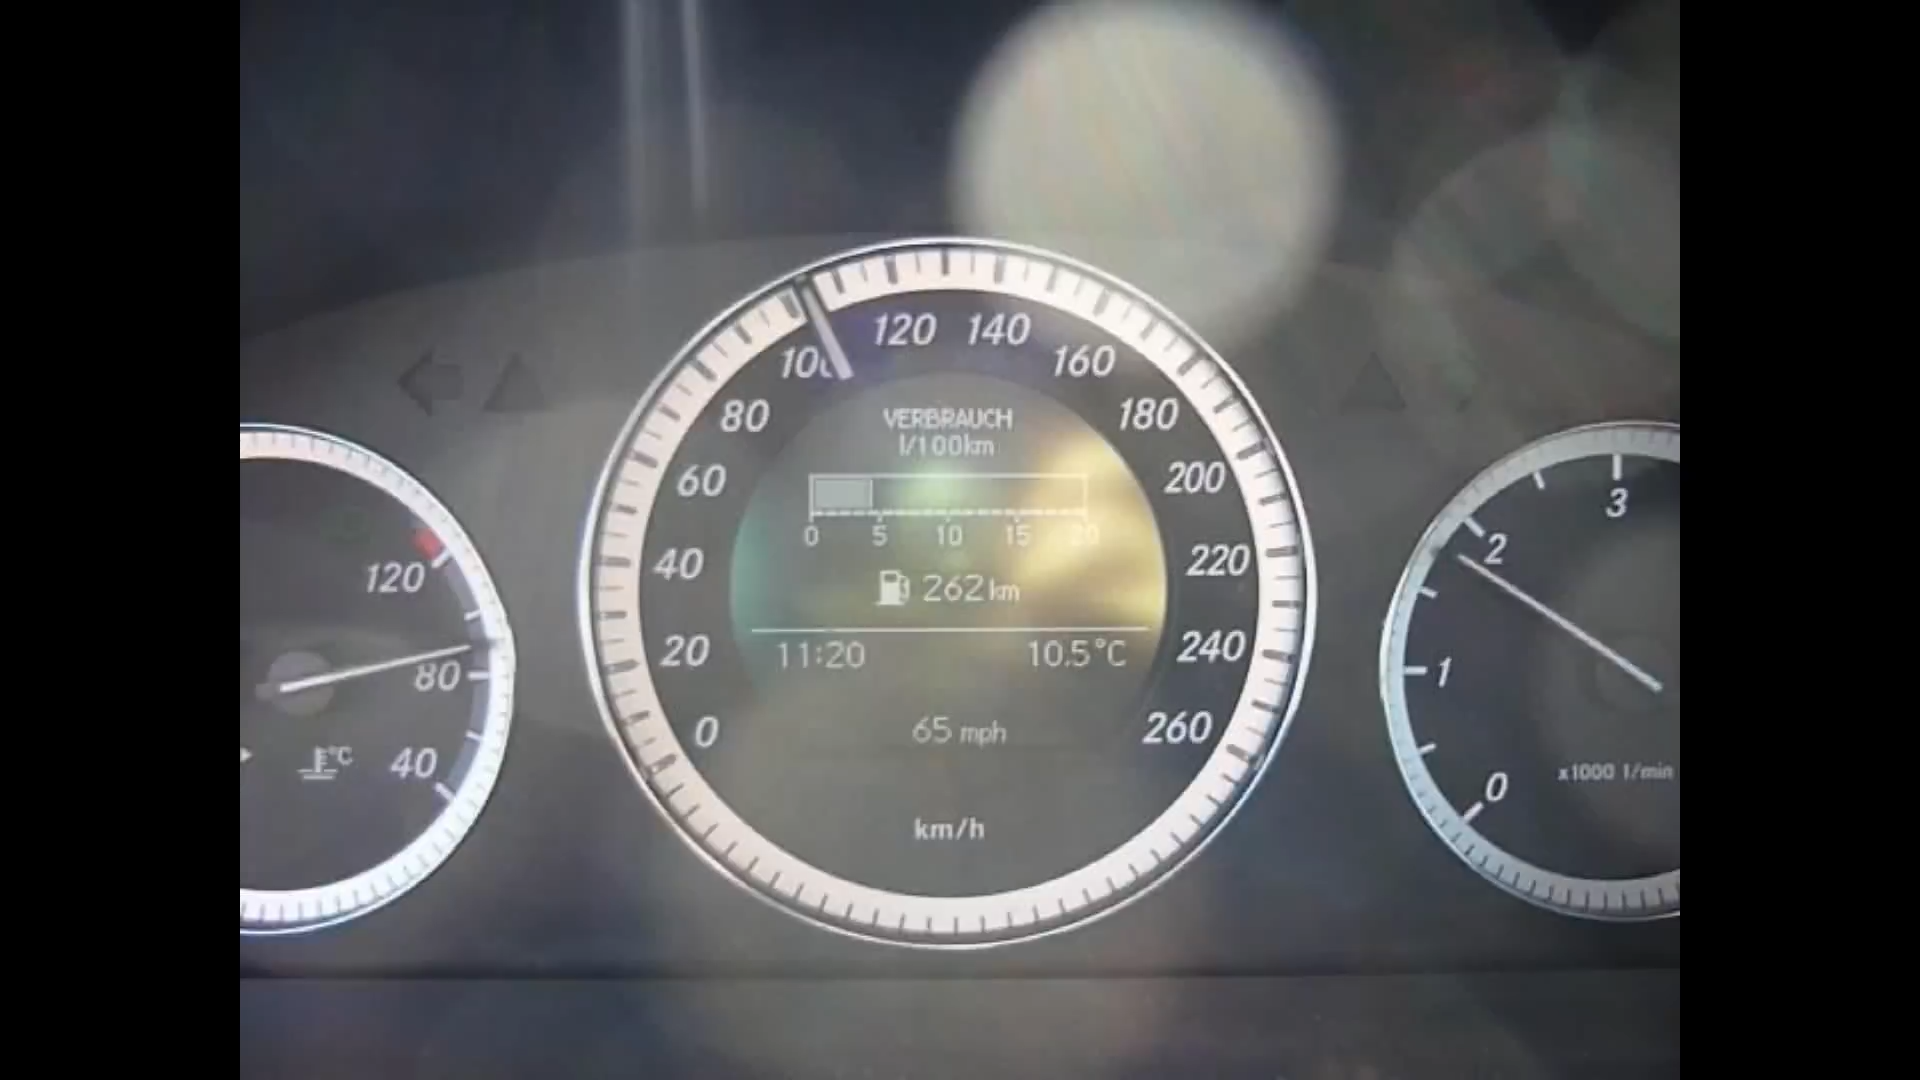 120 140
100 160
80 180
60 200
40 220
20 240
0 260
VERBRAUCH
l/100km
0 5 10 15 20
262 km
11:20 10.5°C
65 mph
km/h
120
80
40
°C
3
2
1
0
x1000 1/min